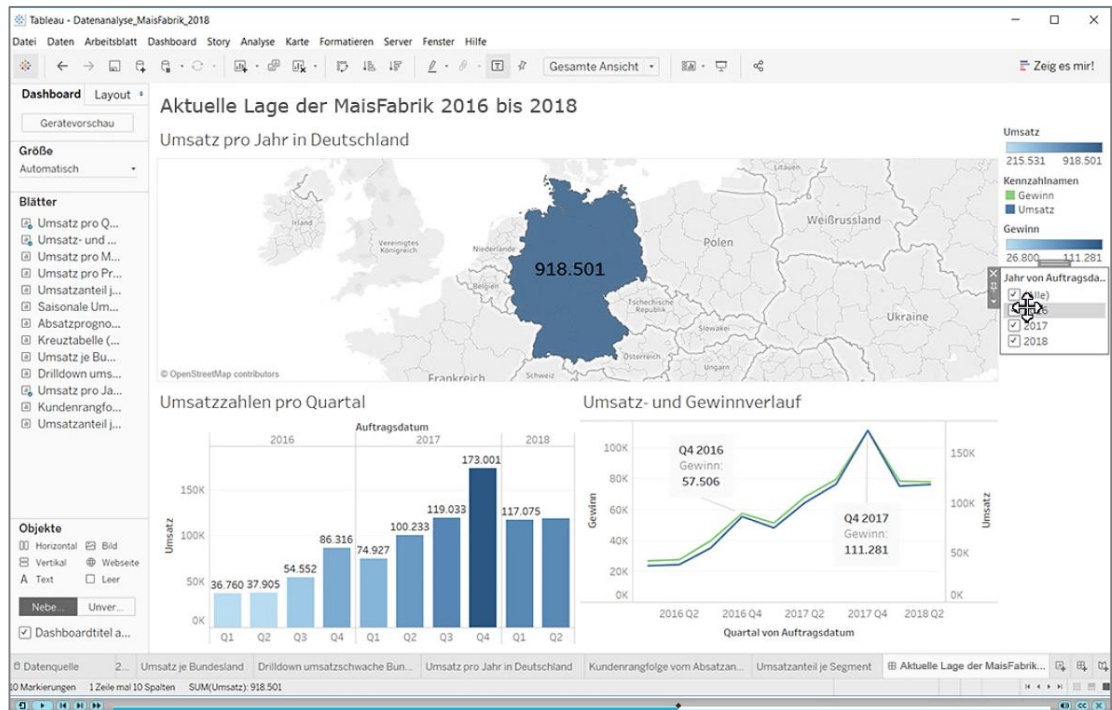 Tableau - Datenanalyse_MaisFabrik_2018
Datei Daten Arbeitsblatt Dashboard Story Analyse Karte Formatieren Server Fenster Hilfe
Gesamte Ansicht
Zeig es mir!
Dashboard Layout
Gerätevorschau
Größe
Automatisch
Blätter
Umsatz pro Q...
Umsatz- und ...
Umsatz pro M...
Umsatz pro Pr...
Umsatzanteil j...
Saisonale Um...
Absatzprogno...
Kreuztabelle (...
Umsatz je Bu...
Drilldown ums...
Umsatz pro Ja...
Kundenrangfo...
Umsatzanteil j...
Objekte
Horizontal Bild
Vertikal Webseite
A Text Leer
Nebe... Unver...
Dashboardtitel a...
Aktuelle Lage der MaisFabrik 2016 bis 2018
Umsatz pro Jahr in Deutschland
Litauen
Irland
Vereinigtes
Königreich
Niederlande
Polen
Weißrussland
918.501
Belgien
Tschechische
Republik
Ukraine
Slowakei
Österreich
Ungarn
Frankreich
Schweiz
© OpenStreetMap contributors
Umsatz
215.531 918.501
Kennzahlnamen
Gewinn
Umsatz
Gewinn
26.800 111.281
Jahr von Auftragsda..
2017
2018
Umsatzzahlen pro Quartal
Auftragsdatum
2016 2017 2018
Umsatz
150K
100K
50K
0K
36.760 37.905 54.552 86.316 74.927 100.233 119.033 173.001 117.075
Q1 Q2 Q3 Q4 Q1 Q2 Q3 Q4 Q1 Q2
Umsatz- und Gewinnverlauf
Gewinn
100K
80K
60K
40K
20K
0K
Q4 2016
Gewinn:
57.506
Q4 2017
Gewinn:
111.281
150K
100K
50K
0K
Umsatz
2016 Q2 2016 Q4 2017 Q2 2017 Q4 2018 Q2
Quartal von Auftragsdatum
Datenquelle 2... Umsatz je Bundesland Drilldown umsatzschwache Bun... Umsatz pro Jahr in Deutschland Kundenrangfolge vom Absatzan... Umsatzanteil je Segment Aktuelle Lage der MaisFabrik...
10 Markierungen 1 Zeile mal 10 Spalten SUM(Umsatz): 918.501
CC